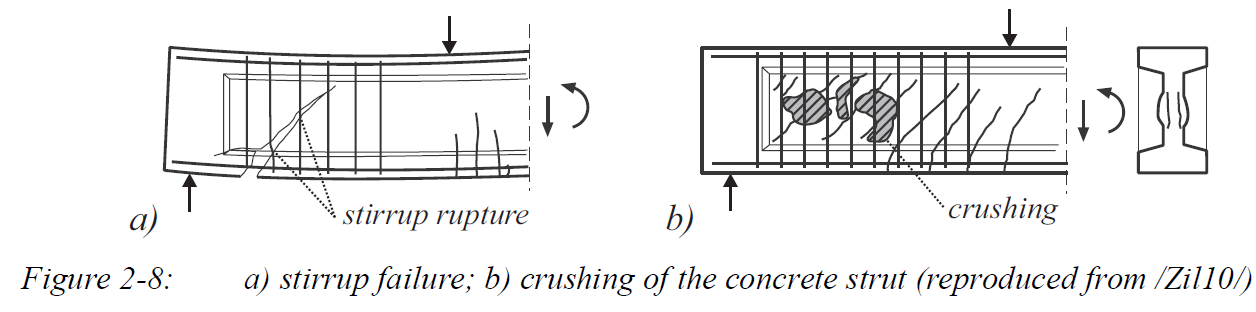 a)
stirrup rupture
b)
crushing
Figure 2-8: a) stirrup failure; b) crushing of the concrete strut (reproduced from /Zil10/)